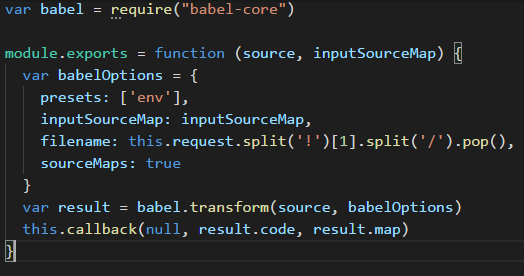 var babel = require("babel-core")
module.exports = function (source, inputSourceMap) {
var babelOptions = {
presets: ['env'],
inputSourceMap: inputSourceMap,
filename: this.request.split('!')[1].split('/').pop(),
sourceMaps: true
}
var result = babel.transform(source, babelOptions)
this.callback(null, result.code, result.map)
}